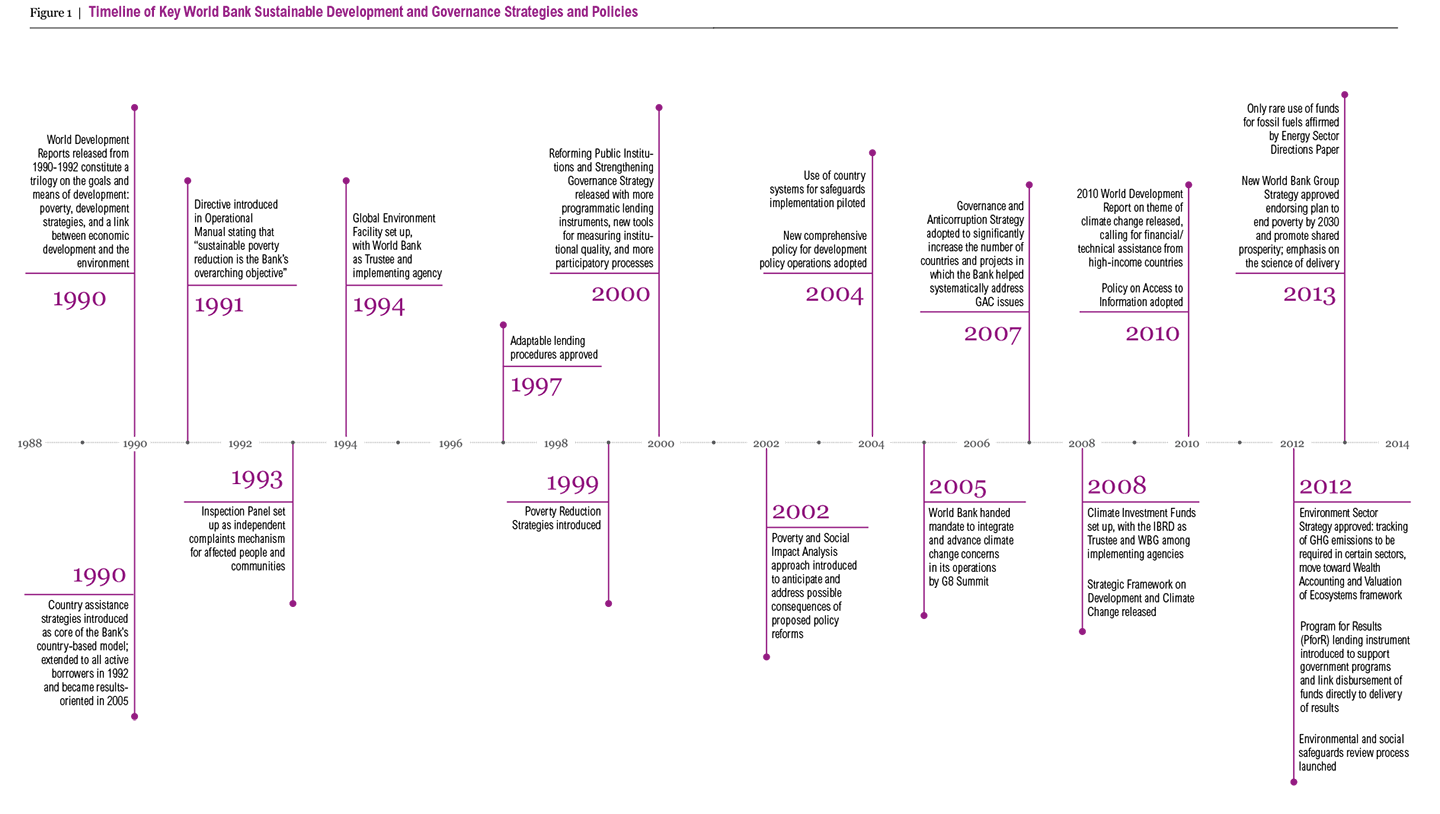 Figure 1 | Timeline of Key World Bank Sustainable Development and Governance Strategies and Policies
World Development
Reports released from
1990-1992 constitute a
trilogy on the goals and
means of development:
poverty, development
strategies, and a link
between economic
development and the
environment
1990
Directive introduced
in Operational
Manual stating that
“sustainable poverty
reduction is the Bank’s
overarching objective”
1991
Global Environment
Facility set up,
with World Bank
as Trustee and
implementing agency
1994
Adaptable lending
procedures approved
1997
Reforming Public Institu-
tions and Strengthening
Governance Strategy
released with more
programmatic lending
instruments, new tools
for measuring institu-
tional quality, and more
participatory processes
2000
Use of country
systems for safeguards
implementation piloted
New comprehensive
policy for development
policy operations adopted
2004
Governance and
Anticorruption Strategy
adopted to significantly
increase the number of
countries and projects in
which the Bank helped
systematically address
GAC issues
2007
2010 World Development
Report on theme of
climate change released,
calling for financial/
technical assistance from
high-income countries
Policy on Access to
Information adopted
2010
Only rare use of funds
for fossil fuels affirmed
by Energy Sector
Directions Paper
New World Bank Group
Strategy approved
endorsing plan to
end poverty by 2030
and promote shared
prosperity; emphasis on
the science of delivery
2013
1988 1990 1992 1994 1996 1998 2000 2002 2004 2006 2008 2010 2012 2014
1990
Country assistance
strategies introduced
as core of the Bank’s
country-based model;
extended to all active
borrowers in 1992
and became results-
oriented in 2005
1993
Inspection Panel set
up as independent
complaints mechanism
for affected people and
communities
1999
Poverty Reduction
Strategies introduced
2002
Poverty and Social
Impact Analysis
approach introduced
to anticipate and
address possible
consequences of
proposed policy
reforms
2005
World Bank handed
mandate to integrate
and advance climate
change concerns
in its operations
by G8 Summit
2008
Climate Investment Funds
set up, with the IBRD as
Trustee and WBG among
implementing agencies
Strategic Framework on
Development and Climate
Change released
2012
Environment Sector
Strategy approved: tracking
of GHG emissions to be
required in certain sectors,
move toward Wealth
Accounting and Valuation
of Ecosystems framework
Program for Results
(PforR) lending instrument
introduced to support
government programs
and link disbursement of
funds directly to delivery
of results
Environmental and social
safeguards review process
launched